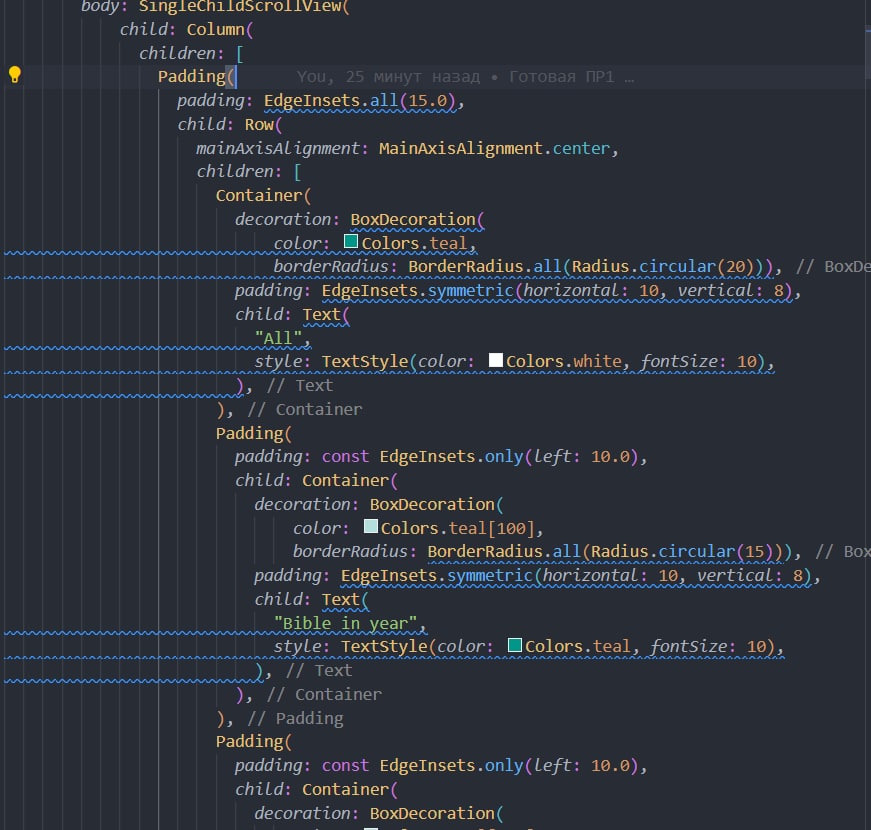 body: SingleChildScrollView(
child: Column(
children: [
Padding( You, 25 минут назад • Готовая ПР1 …
padding: EdgeInsets.all(15.0),
child: Row(
mainAxisAlignment: MainAxisAlignment.center,
children: [
Container(
decoration: BoxDecoration(
color: Colors.teal,
borderRadius: BorderRadius.all(Radius.circular(20))), // BoxDe
padding: EdgeInsets.symmetric(horizontal: 10, vertical: 8),
child: Text(
"All",
style: TextStyle(color: Colors.white, fontSize: 10),
), // Text
), // Container
Padding(
padding: const EdgeInsets.only(left: 10.0),
child: Container(
decoration: BoxDecoration(
color: Colors.teal[100],
borderRadius: BorderRadius.all(Radius.circular(15))), // Box
padding: EdgeInsets.symmetric(horizontal: 10, vertical: 8),
child: Text(
"Bible in year",
style: TextStyle(color: Colors.teal, fontSize: 10),
), // Text
), // Container
), // Padding
Padding(
padding: const EdgeInsets.only(left: 10.0),
child: Container(
decoration: BoxDecoration(